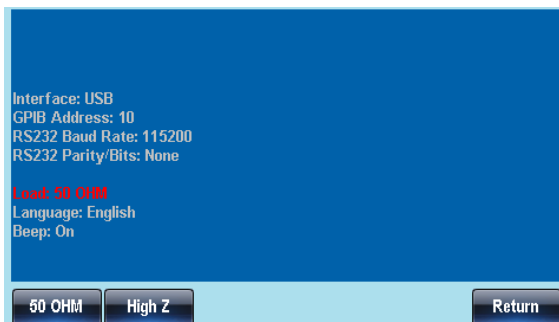 Interface: USB
GPIB Address: 10
RS232 Baud Rate: 115200
RS232 Parity/Bits: None
Load: 50 OHM
Language: English
Beep: On
50 OHM High Z Return